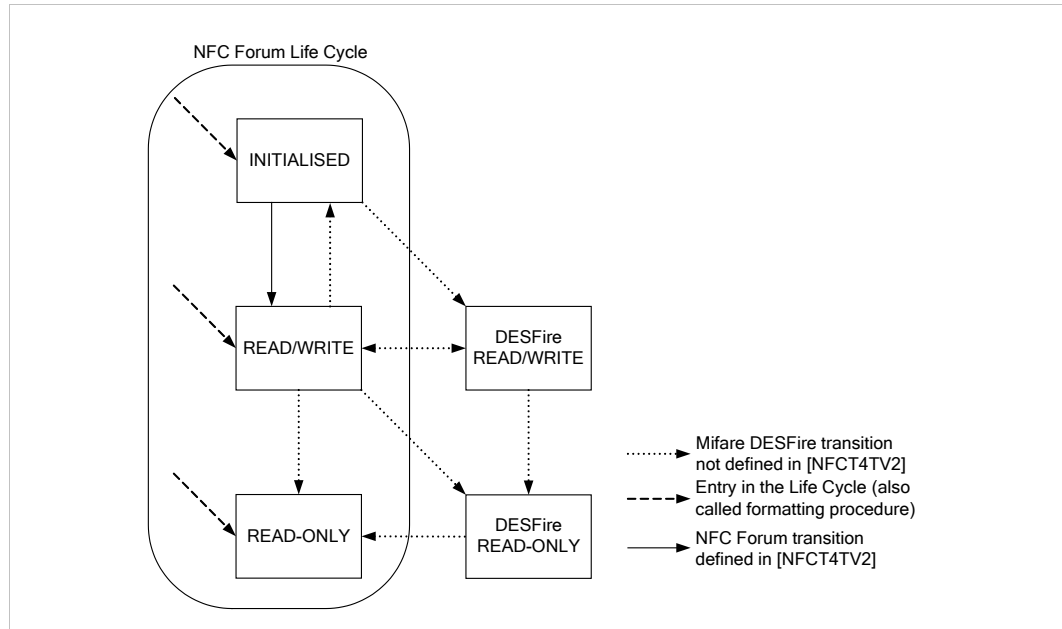 NFC Forum Life Cycle
INITIALISED
READ/WRITE
DESFire
READ/WRITE
READ-ONLY
DESFire
READ-ONLY
Mifare DESFire transition
not defined in [NFCT4TV2]
Entry in the Life Cycle (also
called formatting procedure)
NFC Forum transition
defined in [NFCT4TV2]